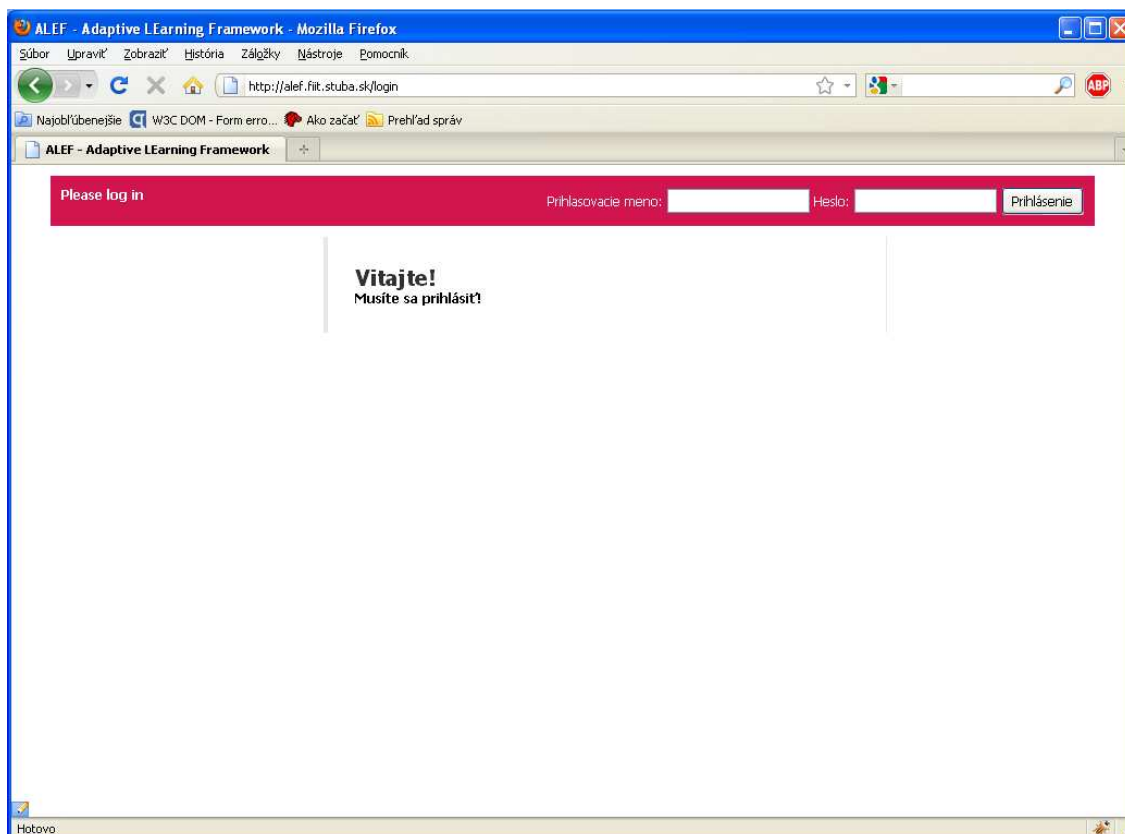 ALEF - Adaptive LEarning Framework - Mozilla Firefox
Súbor Upraviť Zobraziť História Záložky Nástroje Pomocník
http://alef.fiit.stuba.sk/login
ABP
Najobľúbenejšie W3C DOM - Form erro... Ako začať Prehľad správ
ALEF - Adaptive LEarning Framework
Please log in Prihlasovacie meno: Heslo: Prihlásenie
Vitajte!
Musíte sa prihlásiť!
Hotovo